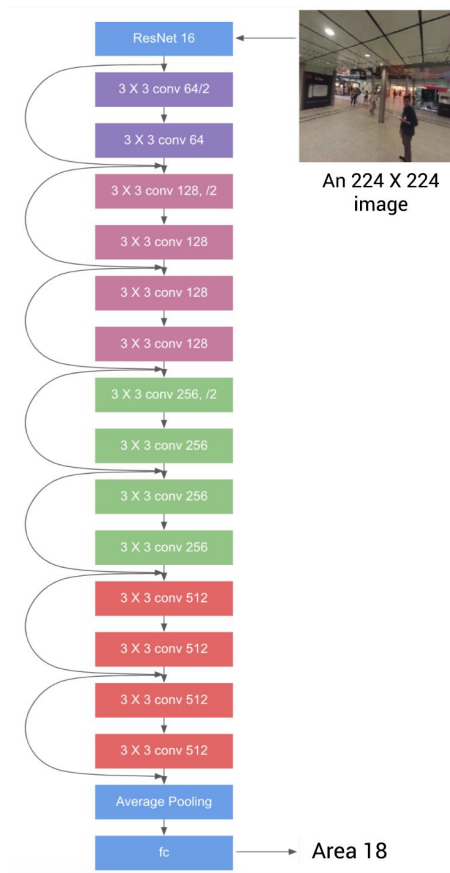 ResNet 16
3 X 3 conv 64/2
3 X 3 conv 64
3 X 3 conv 128, /2
3 X 3 conv 128
3 X 3 conv 128
3 X 3 conv 128
3 X 3 conv 256, /2
3 X 3 conv 256
3 X 3 conv 256
3 X 3 conv 256
3 X 3 conv 512
3 X 3 conv 512
3 X 3 conv 512
3 X 3 conv 512
Average Pooling
fc
An 224 X 224
image
Area 18